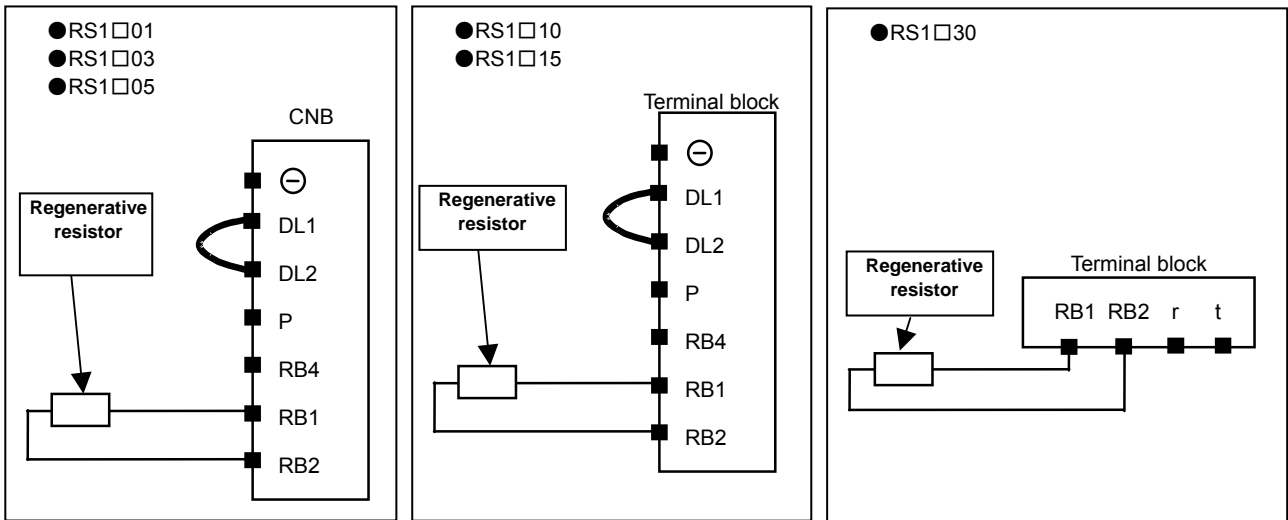 ●RS1□01
●RS1□03
●RS1□05
CNB
⊖
DL1
DL2
P
RB4
RB1
RB2
Regenerative
resistor
●RS1□10
●RS1□15
Terminal block
⊖
DL1
DL2
P
RB4
RB1
RB2
Regenerative
resistor
●RS1□30
Terminal block
RB1 RB2 r t
Regenerative
resistor